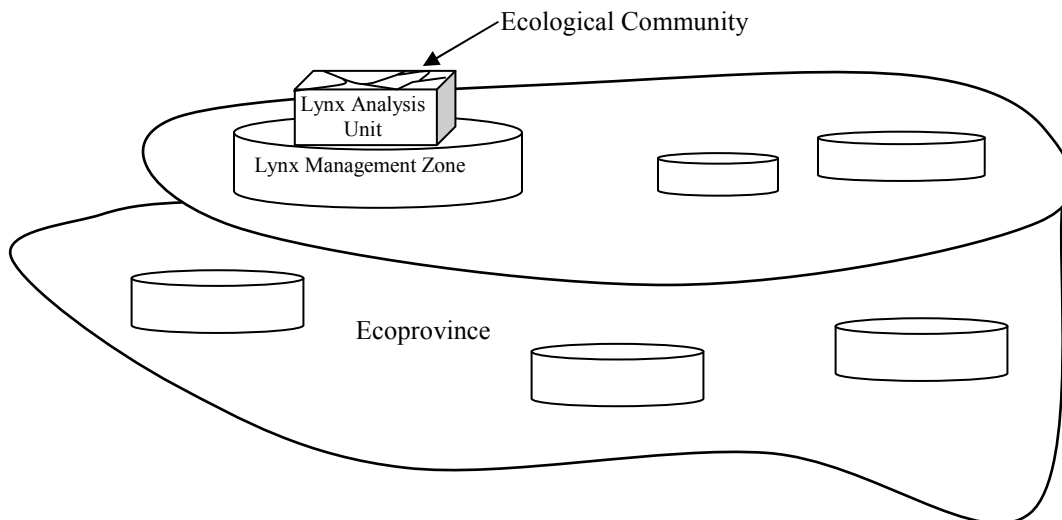 Ecological Community
Lynx Analysis
Unit
Lynx Management Zone
Ecoprovince